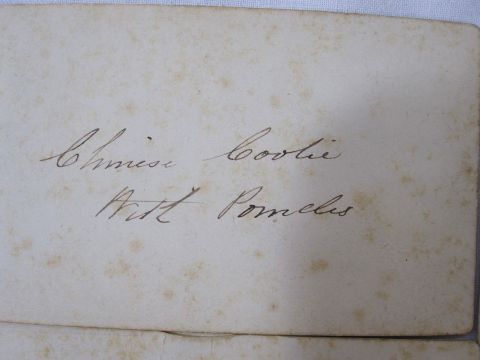 Chinese Coolie
With Pomelos